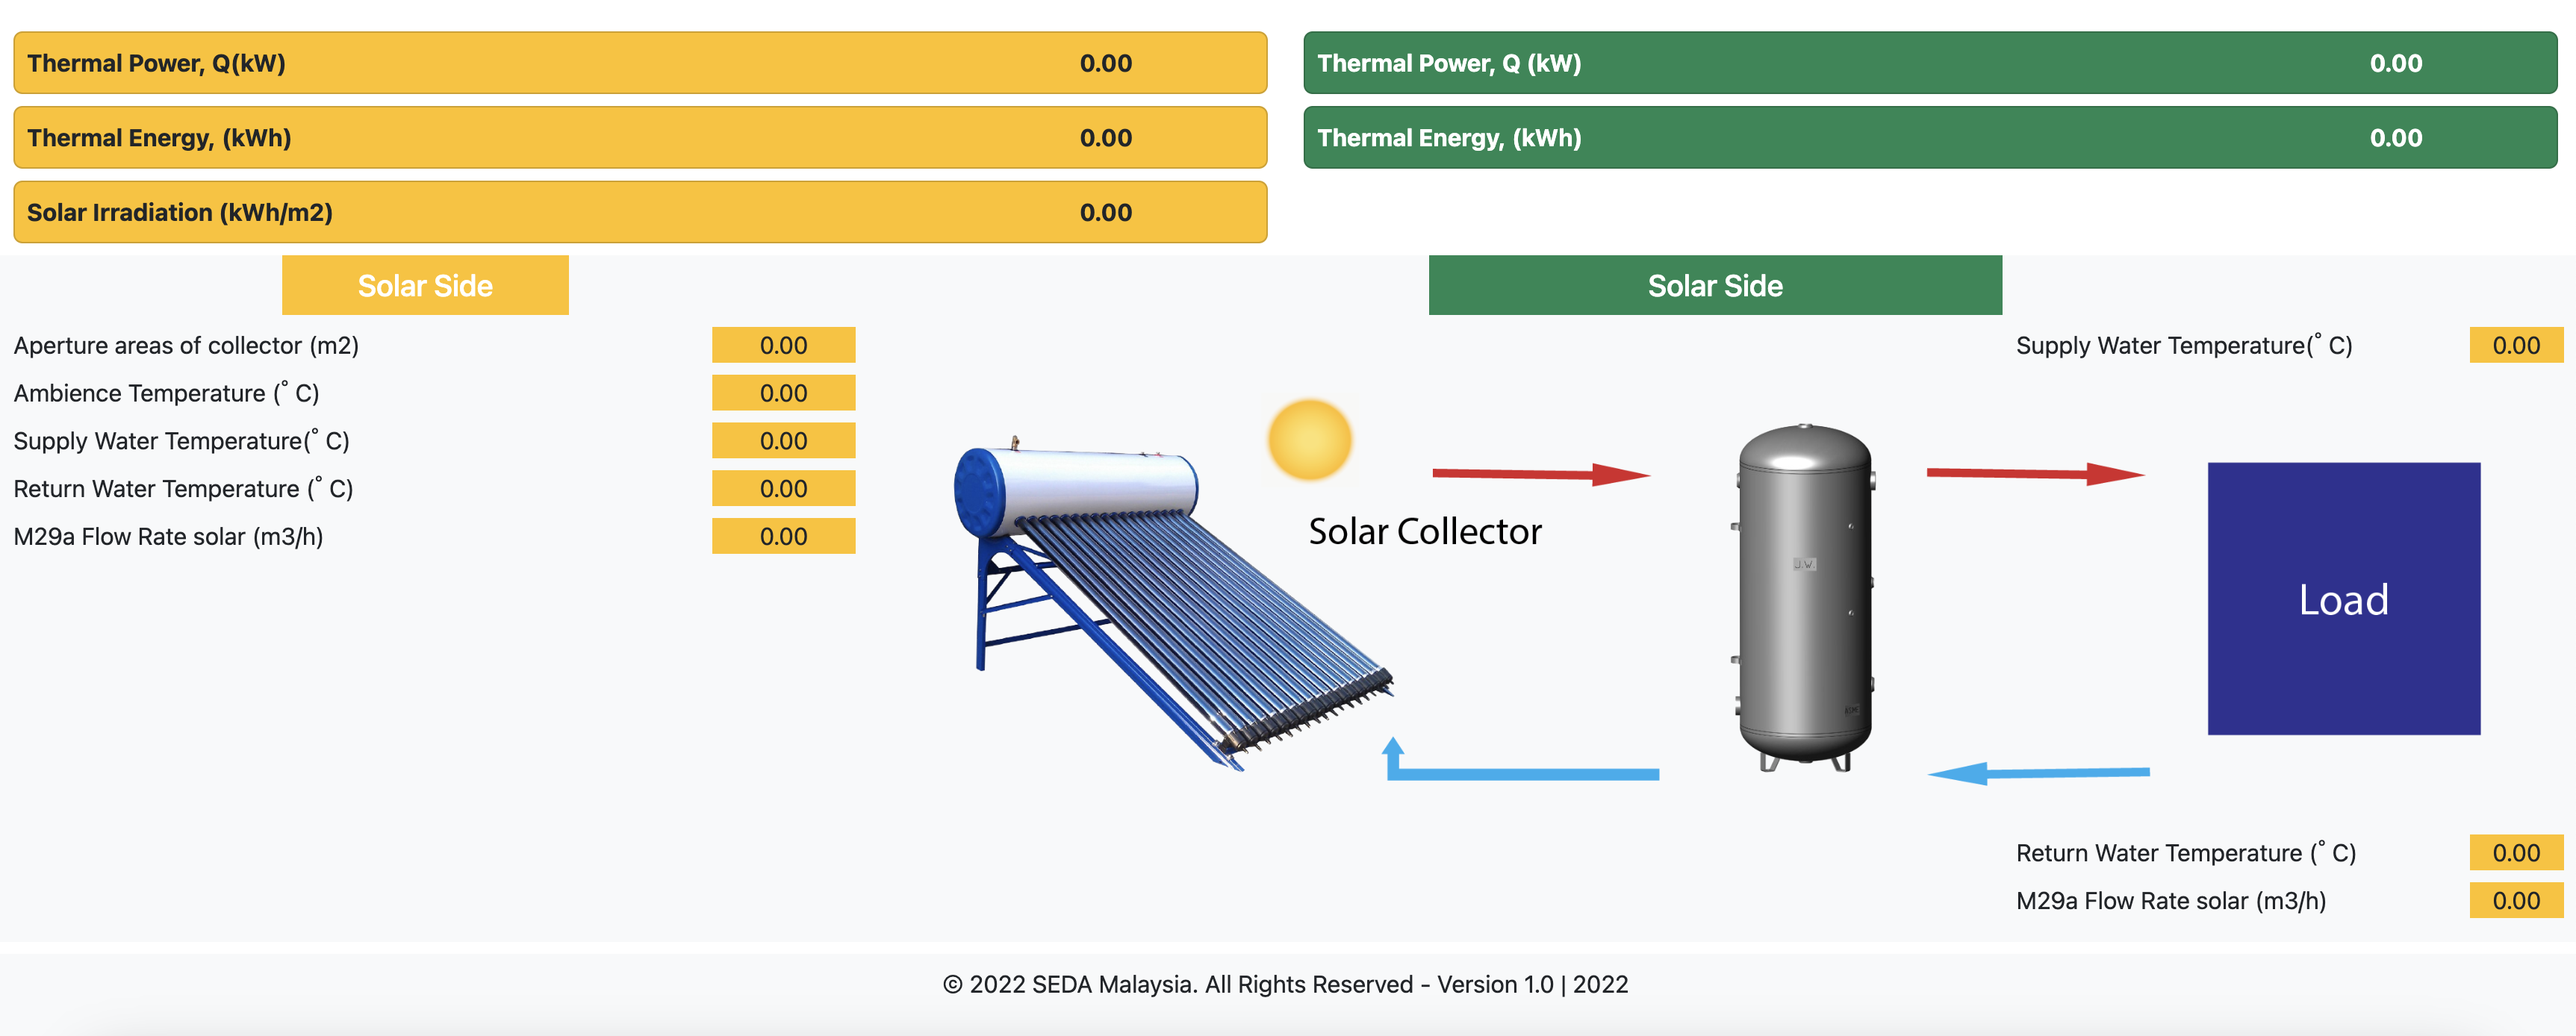 Thermal Power, Q(kW) 0.00
Thermal Energy, (kWh) 0.00
Solar Irradiation (kWh/m2) 0.00
Thermal Power, Q (kW) 0.00
Thermal Energy, (kWh) 0.00
Solar Side
Aperture areas of collector (m2) 0.00
Ambience Temperature (° C) 0.00
Supply Water Temperature(° C) 0.00
Return Water Temperature (° C) 0.00
M29a Flow Rate solar (m3/h) 0.00
Solar Side
Solar Collector
J.W.
Supply Water Temperature(° C) 0.00
Load
Return Water Temperature (° C) 0.00
M29a Flow Rate solar (m3/h) 0.00
© 2022 SEDA Malaysia. All Rights Reserved - Version 1.0 | 2022